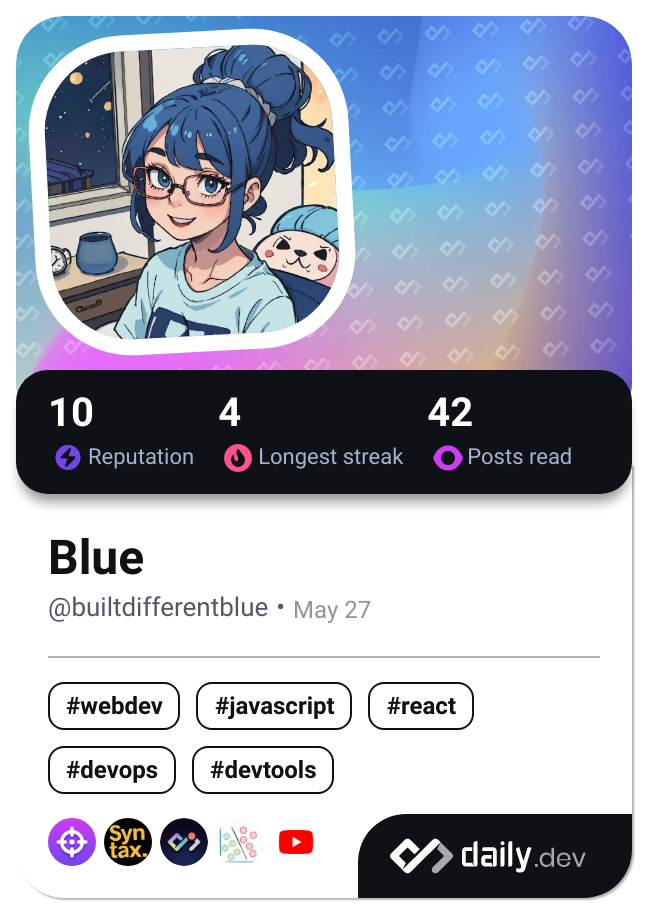 10 4 42
Reputation Longest streak Posts read
Blue
@builtdifferentblue • May 27
#webdev #javascript #react
#devops #devtools
Syn
tax.
daily.dev